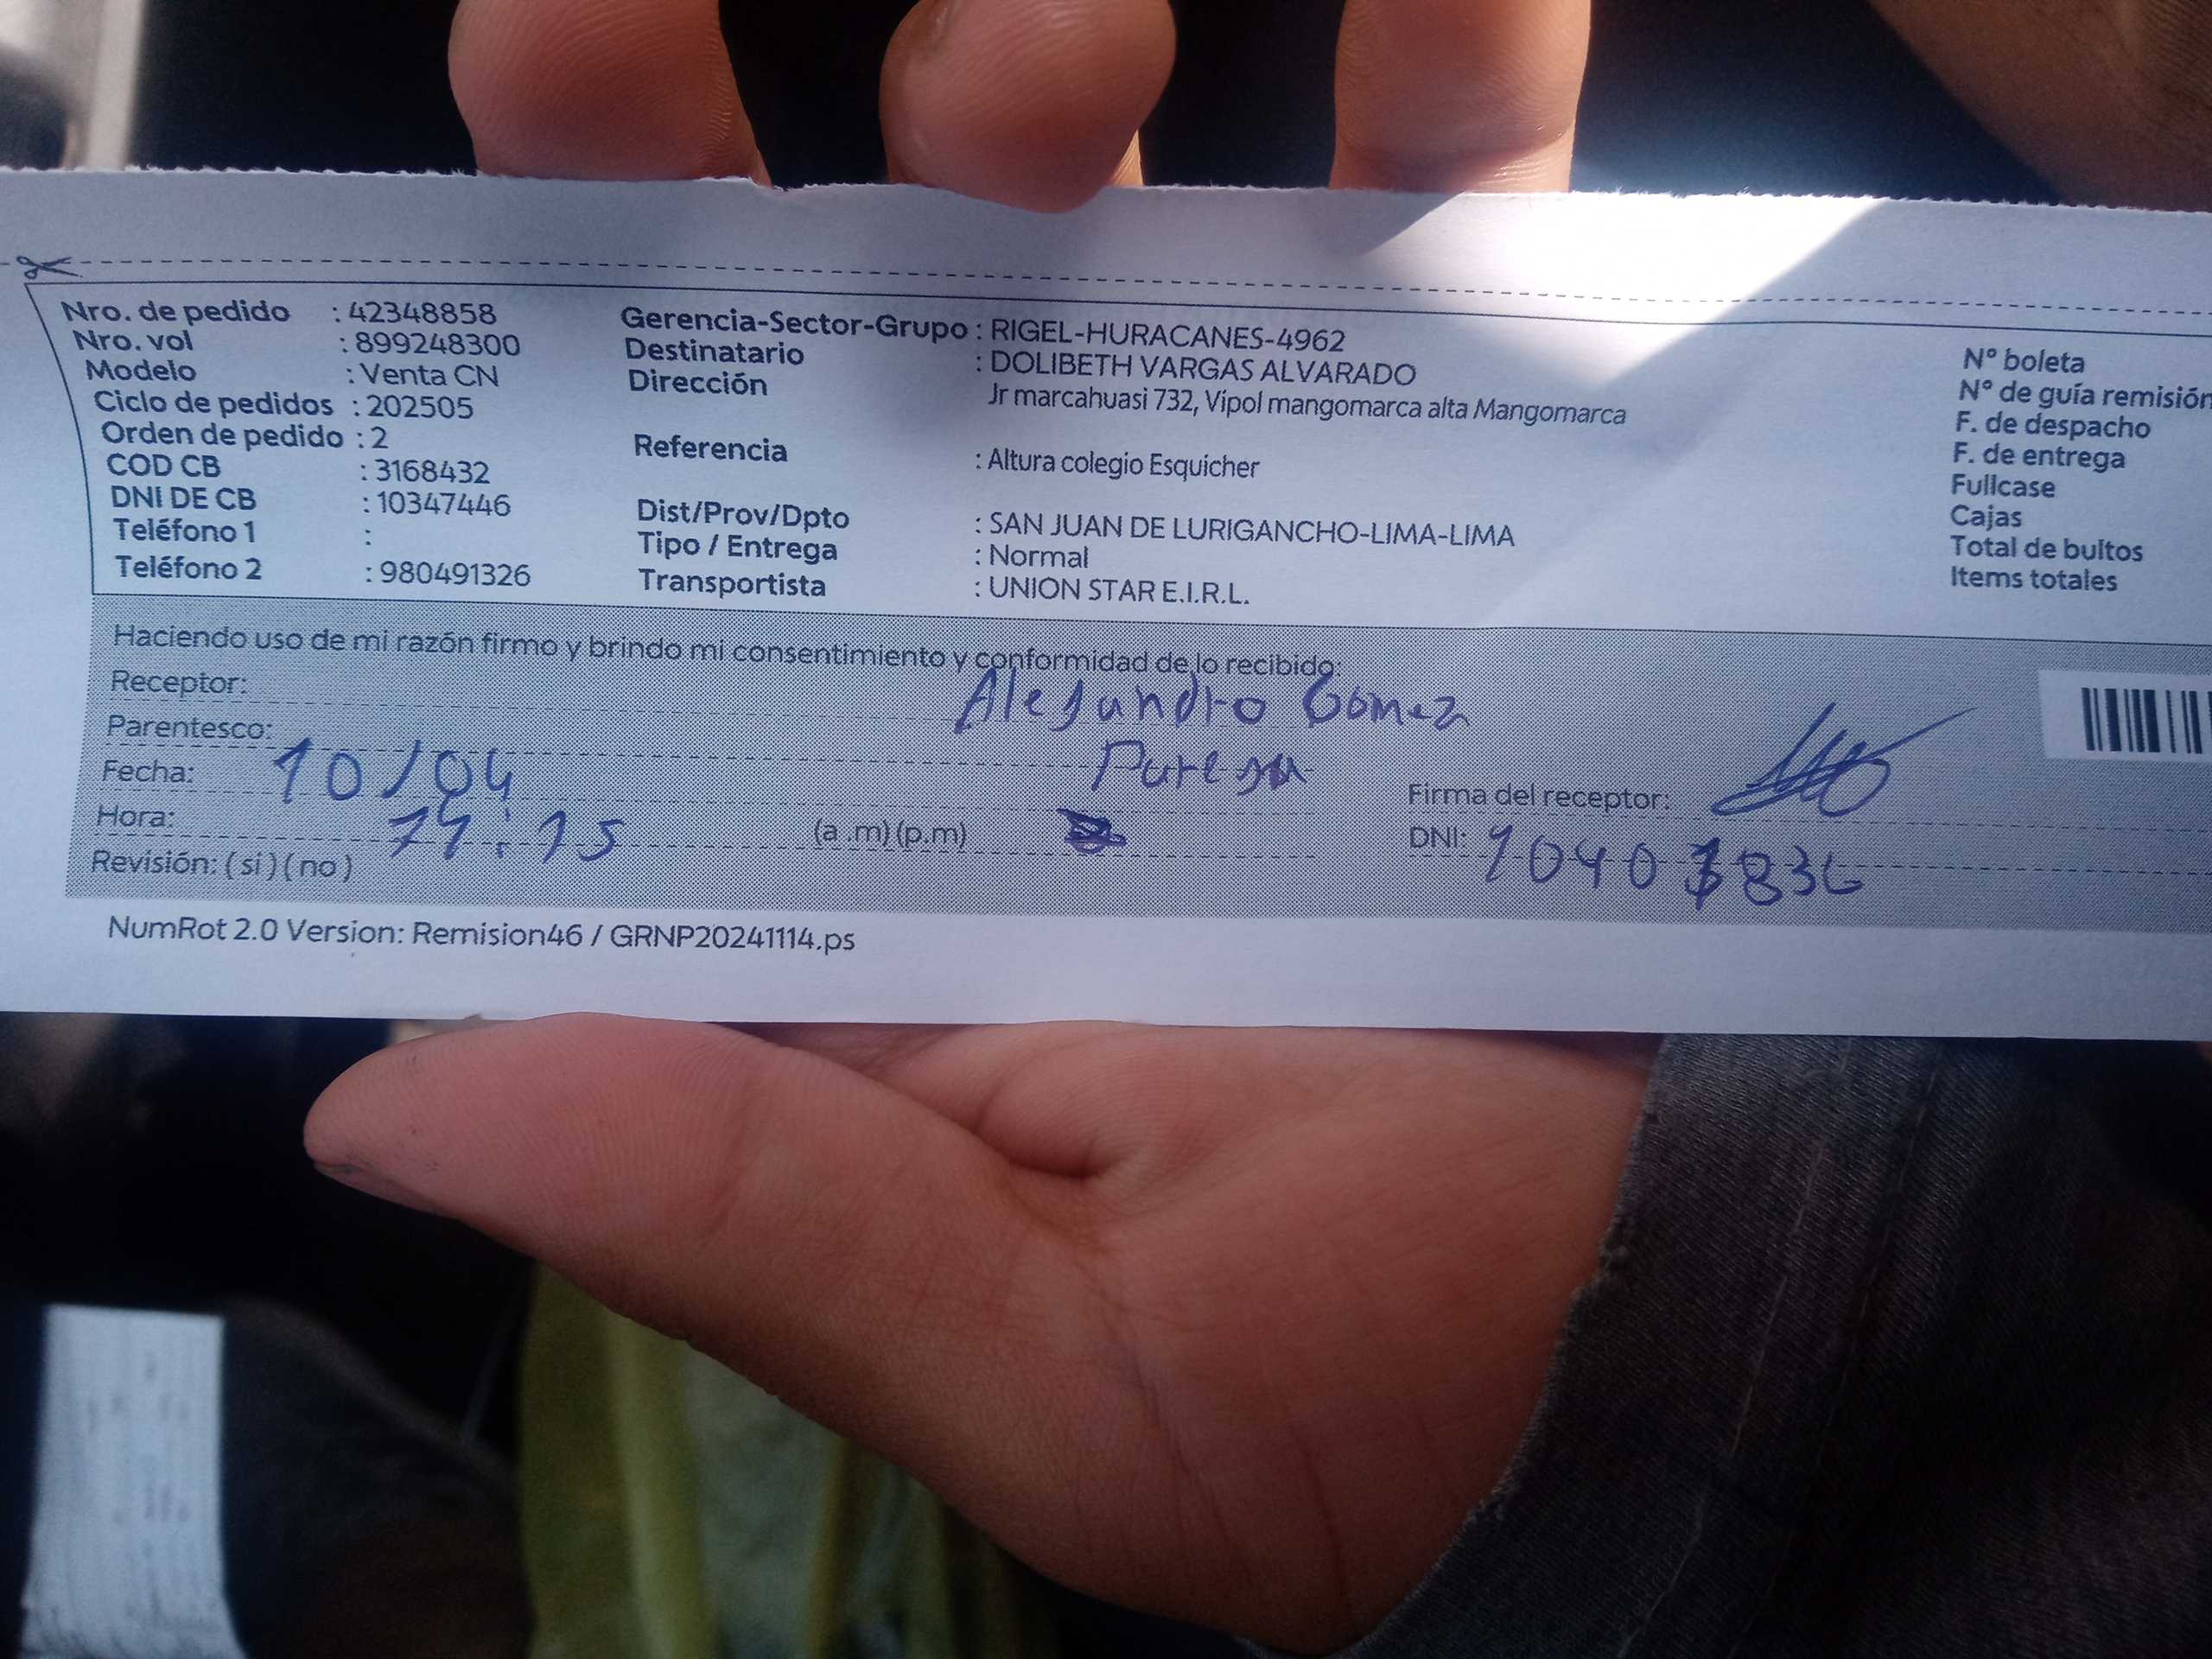 Nro. de pedido : 42348858
Nro. vol : 899248300
Modelo : Venta CN
Ciclo de pedidos : 202505
Orden de pedido : 2
COD CB : 3168432
DNI DE CB : 10347446
Teléfono 1 :
Teléfono 2 : 980491326
Gerencia-Sector-Grupo : RIGEL-HURACANES-4962
Destinatario : DOLIBETH VARGAS ALVARADO
Dirección Jr marcahuasi 732, Vipol mangomarca alta Mangomarca
Referencia : Altura colegio Esquicher
Dist/Prov/Dpto : SAN JUAN DE LURIGANCHO-LIMA-LIMA
Tipo / Entrega : Normal
Transportista : UNION STAR E.I.R.L.
N° boleta
N° de guía remisión
F. de despacho
F. de entrega
Fullcase
Cajas
Total de bultos
Items totales
Haciendo uso de mi razón firmo y brindo mi consentimiento y conformidad de lo recibido:
Receptor: Alejandro Gomez
Parentesco: Pareja
Fecha: 10/04
Hora: 14:15 (a .m) (p.m)
Revisión: ( si ) ( no )
Firma del receptor:
DNI:
NumRot 2.0 Version: Remision46 / GRNP20241114.ps